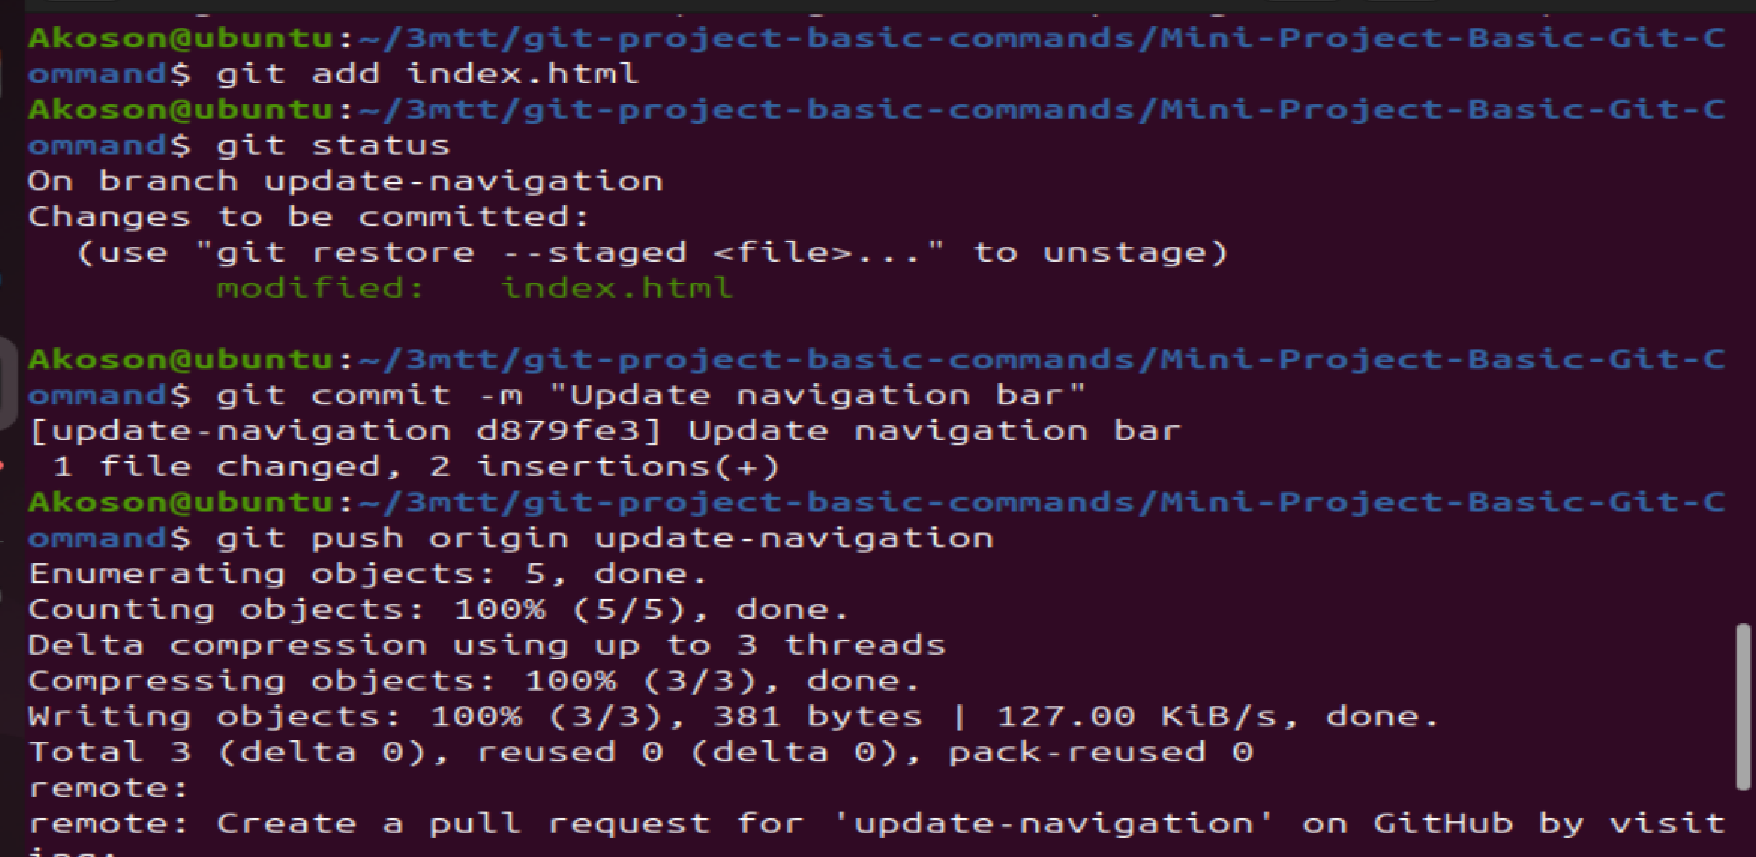 Akoson@ubuntu:~/3mtt/git-project-basic-commands/Mini-Project-Basic-Git-C
ommand$ git add index.html
Akoson@ubuntu:~/3mtt/git-project-basic-commands/Mini-Project-Basic-Git-C
ommand$ git status
On branch update-navigation
Changes to be committed:
  (use "git restore --staged <file>..." to unstage)
        modified:   index.html
Akoson@ubuntu:~/3mtt/git-project-basic-commands/Mini-Project-Basic-Git-C
ommand$ git commit -m "Update navigation bar"
[update-navigation d879fe3] Update navigation bar
 1 file changed, 2 insertions(+)
Akoson@ubuntu:~/3mtt/git-project-basic-commands/Mini-Project-Basic-Git-C
ommand$ git push origin update-navigation
Enumerating objects: 5, done.
Counting objects: 100% (5/5), done.
Delta compression using up to 3 threads
Compressing objects: 100% (3/3), done.
Writing objects: 100% (3/3), 381 bytes | 127.00 KiB/s, done.
Total 3 (delta 0), reused 0 (delta 0), pack-reused 0
remote:
remote: Create a pull request for 'update-navigation' on GitHub by visit
ing: